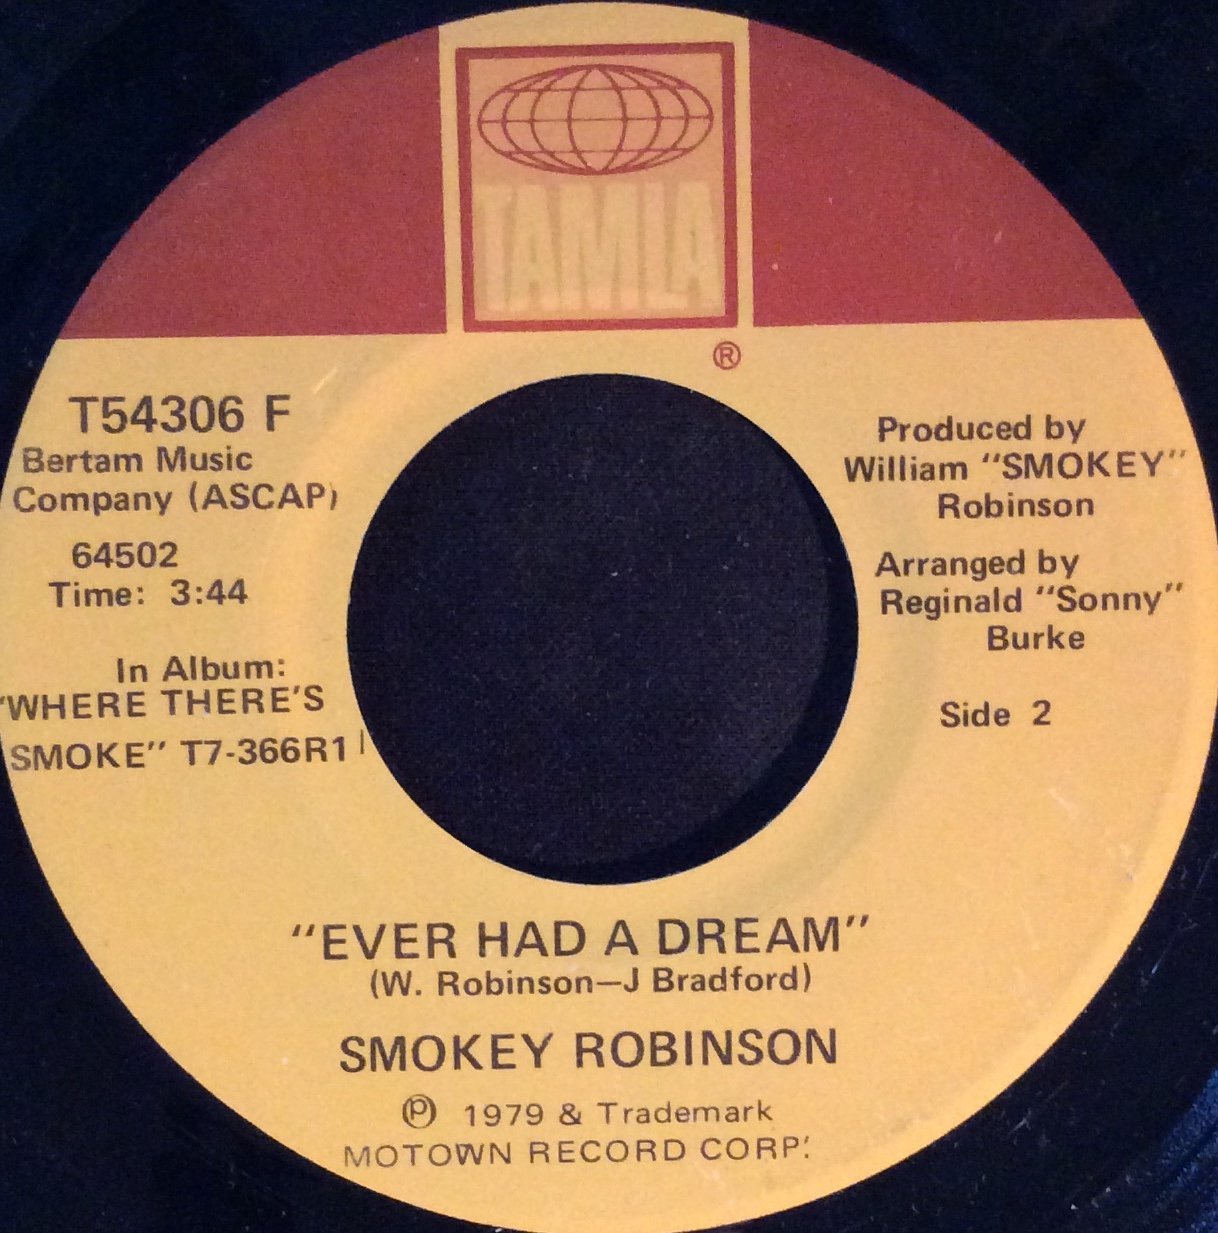 TAMLA
®
T54306 F
Bertam Music
Company (ASCAP)
64502
Time: 3:44
In Album:
"WHERE THERE'S
SMOKE" T7-366R1
Produced by
William "SMOKEY"
Robinson
Arranged by
Reginald "Sonny"
Burke
Side 2
"EVER HAD A DREAM"
(W. Robinson—J Bradford)
SMOKEY ROBINSON
℗ 1979 & Trademark
MOTOWN RECORD CORP.